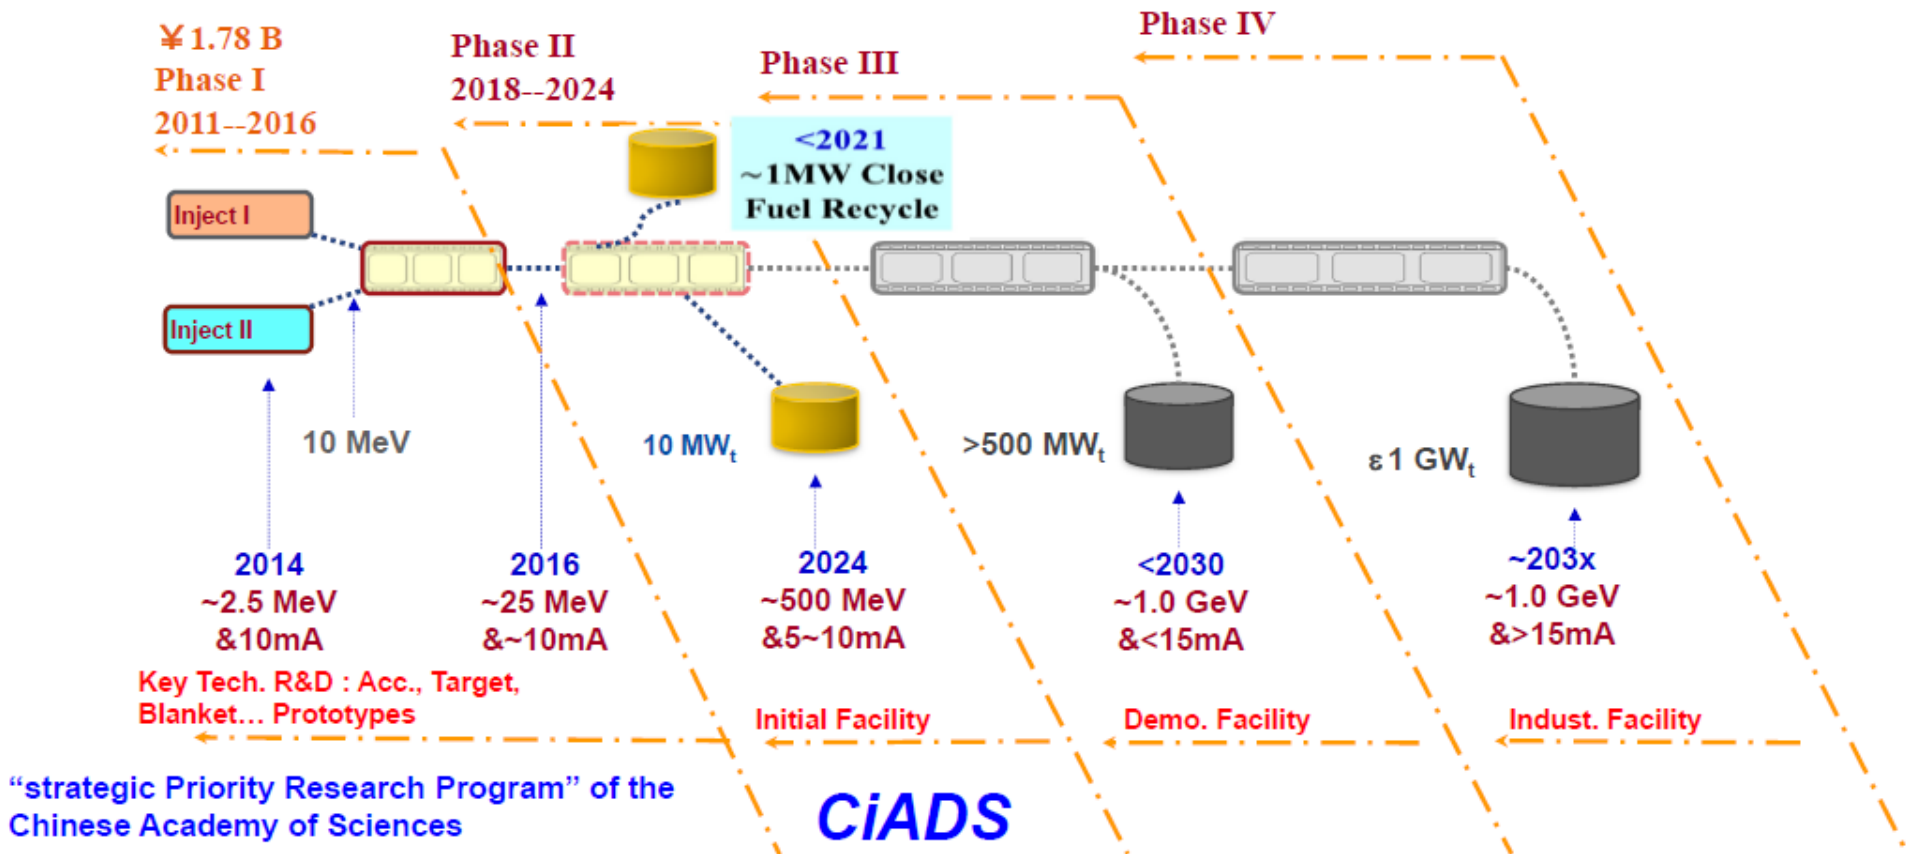 ¥1.78 B
Phase I
2011--2016
Phase II
2018--2024
Phase III
Phase IV
<2021
~1MW Close
Fuel Recycle
Inject I
Inject II
10 MeV
10 MWt
>500 MWt
ε1 GWt
2014
~2.5 MeV
&10mA
2016
~25 MeV
&~10mA
2024
~500 MeV
&5~10mA
<2030
~1.0 GeV
&<15mA
~203x
~1.0 GeV
&>15mA
Key Tech. R&D : Acc., Target,
Blanket... Prototypes
Initial Facility
Demo. Facility
Indust. Facility
“strategic Priority Research Program” of the
Chinese Academy of Sciences
CiADS